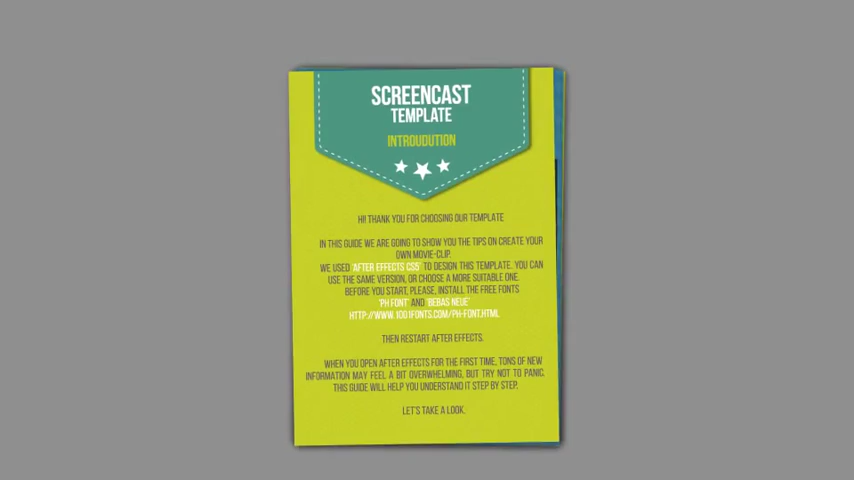 SCREENCAST
TEMPLATE
INTROUDUTION
HI! THANK YOU FOR CHOOSING OUR TEMPLATE
IN THIS GUIDE WE ARE GOING TO SHOW YOU THE TIPS ON CREATE YOUR
OWN MOVIE-CLIP.
WE USED 'AFTER EFFECTS CS5' TO DESIGN THIS TEMPLATE. YOU CAN
USE THE SAME VERSION, OR CHOOSE A MORE SUITABLE ONE.
BEFORE YOU START, PLEASE, INSTALL THE FREE FONTS
'PH FONT' AND 'BEBAS NEUE'
HTTP://WWW.1001FONTS.COM/PH-FONT.HTML
THEN RESTART AFTER EFFECTS.
WHEN YOU OPEN AFTER EFFECTS FOR THE FIRST TIME, TONS OF NEW
INFORMATION MAY FEEL A BIT OVERWHELMING, BUT TRY NOT TO PANIC.
THIS GUIDE WILL HELP YOU UNDERSTAND IT STEP BY STEP.
LET'S TAKE A LOOK.